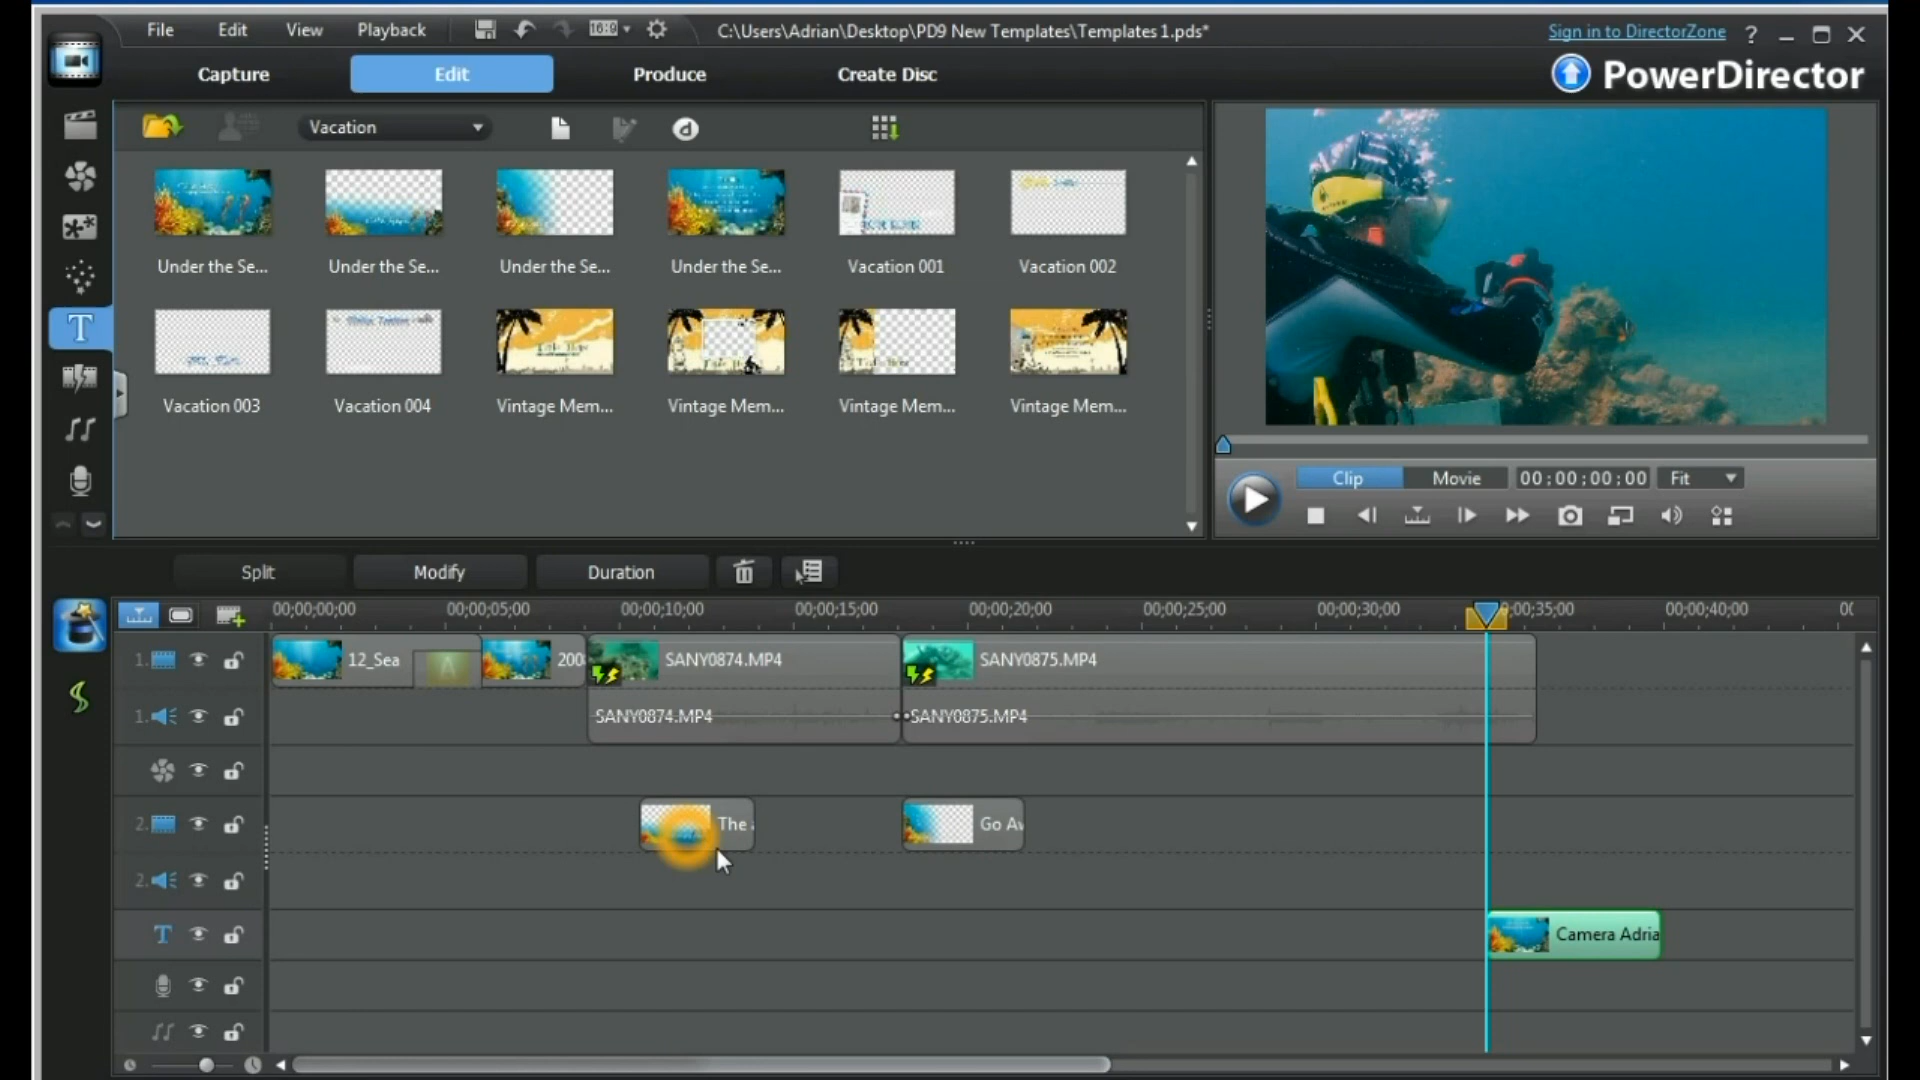 File Edit View Playback
16:9
C:\Users\Adrian\Desktop\PD9 New Templates\Templates 1.pds*
Sign in to DirectorZone ?
Capture Edit Produce Create Disc
PowerDirector
Vacation
Under the Se... Under the Se... Under the Se... Under the Se... Vacation 001 Vacation 002
Vacation 003 Vacation 004 Vintage Mem... Vintage Mem... Vintage Mem... Vintage Mem...
Clip Movie 00;00;00;00 Fit
Split Modify Duration
00;00;00;00 00;00;05;00 00;00;10;00 00;00;15;00 00;00;20;00 00;00;25;00 00;00;30;00 0;00;35;00 00;00;40;00
1. 12_Sea A 200 SANY0874.MP4 SANY0875.MP4
1. SANY0874.MP4 SANY0875.MP4
2. The Go Aw
2.
T Camera Adria